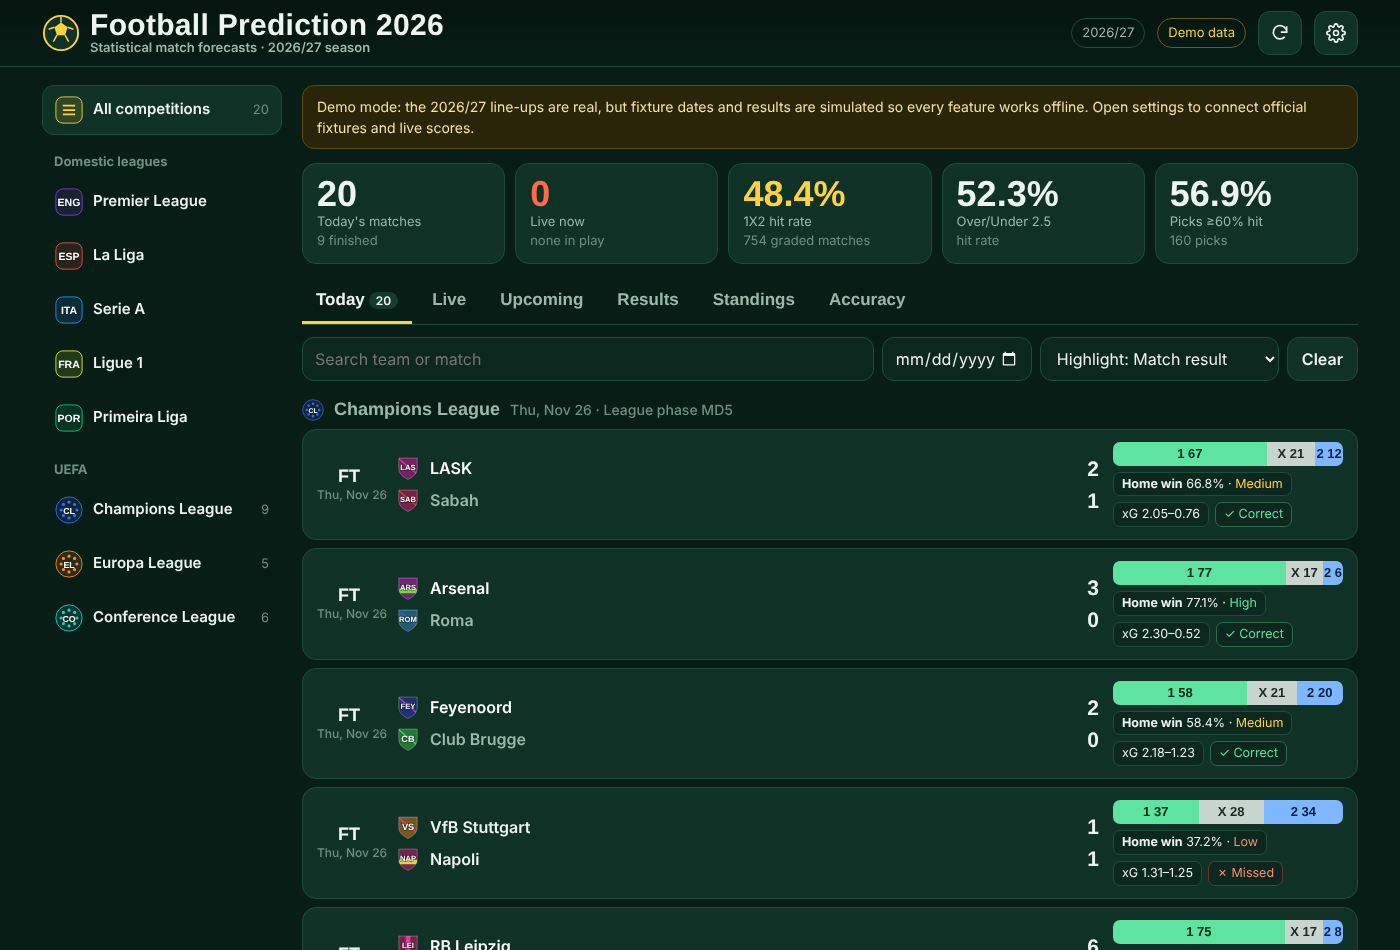 Football Prediction 2026
Statistical match forecasts · 2026/27 season
2026/27
Demo data
All competitions 20
Domestic leagues
ENG Premier League
ESP La Liga
ITA Serie A
FRA Ligue 1
POR Primeira Liga
UEFA
CL Champions League 9
EL Europa League 5
CO Conference League 6
Demo mode: the 2026/27 line-ups are real, but fixture dates and results are simulated so every feature works offline. Open settings to connect official
fixtures and live scores.
20
Today's matches
9 finished
0
Live now
none in play
48.4%
1X2 hit rate
754 graded matches
52.3%
Over/Under 2.5
hit rate
56.9%
Picks ≥60% hit
160 picks
Today 20 Live Upcoming Results Standings Accuracy
Search team or match
mm/dd/yyyy
Highlight: Match result
Clear
CL Champions League Thu, Nov 26 · League phase MD5
FT
Thu, Nov 26
LAS LASK 2
SAB Sabah 1
1 67 X 21 2 12
Home win 66.8% · Medium
xG 2.05–0.76 ✓ Correct
FT
Thu, Nov 26
ARS Arsenal 3
ROM Roma 0
1 77 X 17 2 6
Home win 77.1% · High
xG 2.30–0.52 ✓ Correct
FT
Thu, Nov 26
FEY Feyenoord 2
CB Club Brugge 0
1 58 X 21 2 20
Home win 58.4% · Medium
xG 2.18–1.23 ✓ Correct
FT
Thu, Nov 26
VS VfB Stuttgart 1
NAP Napoli 1
1 37 X 28 2 34
Home win 37.2% · Low
xG 1.31–1.25 × Missed
FT
LEI RB Leipzig 6
1 75 X 17 2 8